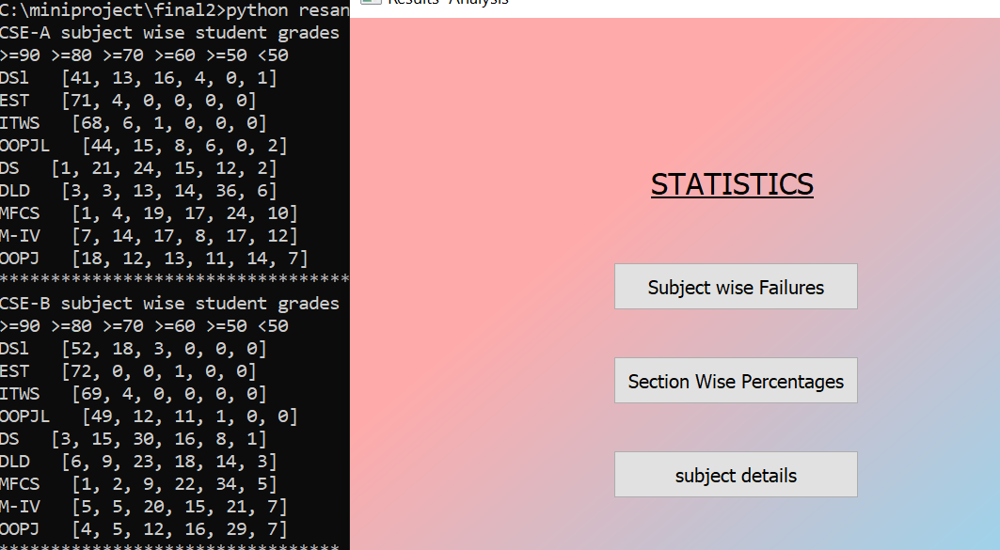 C:\miniproject\final2>python resan
CSE-A subject wise student grades
>=90 >=80 >=70 >=60 >=50 <50
DSl [41, 13, 16, 4, 0, 1]
EST [71, 4, 0, 0, 0, 0]
ITWS [68, 6, 1, 0, 0, 0]
OOPJL [44, 15, 8, 6, 0, 2]
DS [1, 21, 24, 15, 12, 2]
DLD [3, 3, 13, 14, 36, 6]
MFCS [1, 4, 19, 17, 24, 10]
M-IV [7, 14, 17, 8, 17, 12]
OOPJ [18, 12, 13, 11, 14, 7]
**********************************
CSE-B subject wise student grades
>=90 >=80 >=70 >=60 >=50 <50
DSl [52, 18, 3, 0, 0, 0]
EST [72, 0, 0, 1, 0, 0]
ITWS [69, 4, 0, 0, 0, 0]
OOPJL [49, 12, 11, 1, 0, 0]
DS [3, 15, 30, 16, 8, 1]
DLD [6, 9, 23, 18, 14, 3]
MFCS [1, 2, 9, 22, 34, 5]
M-IV [5, 5, 20, 15, 21, 7]
OOPJ [4, 5, 12, 16, 29, 7]
*********************************
Results Analysis
STATISTICS
Subject wise Failures
Section Wise Percentages
subject details